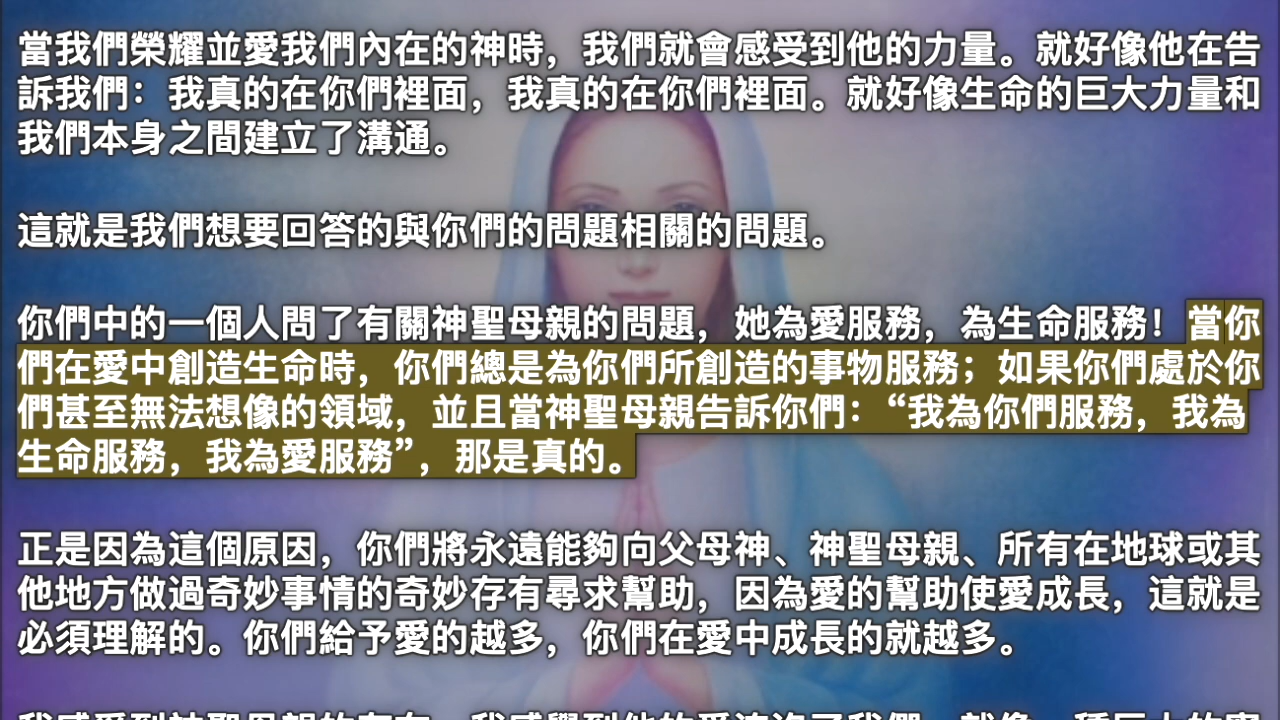 當我們榮耀並愛我們內在的神時，我們就會感受到他的力量。就好像他在告
訴我們：我真的在你們裡面，我真的在你們裡面。就好像生命的巨大力量和
我們本身之間建立了溝通。
這就是我們想要回答的與你們的問題相關的問題。
你們中的一個人問了有關神聖母親的問題，她為愛服務，為生命服務！當你
們在愛中創造生命時，你們總是為你們所創造的事物服務；如果你們處於你
們甚至無法想像的領域，並且當神聖母親告訴你們：“我為你們服務，我為
生命服務，我為愛服務”，那是真的。
正是因為這個原因，你們將永遠能夠向父母神、神聖母親、所有在地球或其
他地方做過奇妙事情的奇妙存有尋求幫助，因為愛的幫助使愛成長，這就是
必須理解的。你們給予愛的越多，你們在愛中成長的就越多。